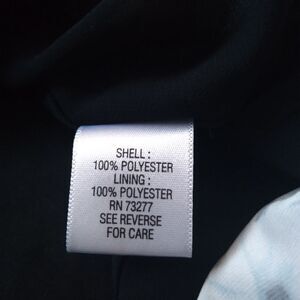 SHELL :
100% POLYESTER
LINING :
100% POLYESTER
RN 73277
SEE REVERSE
FOR CARE